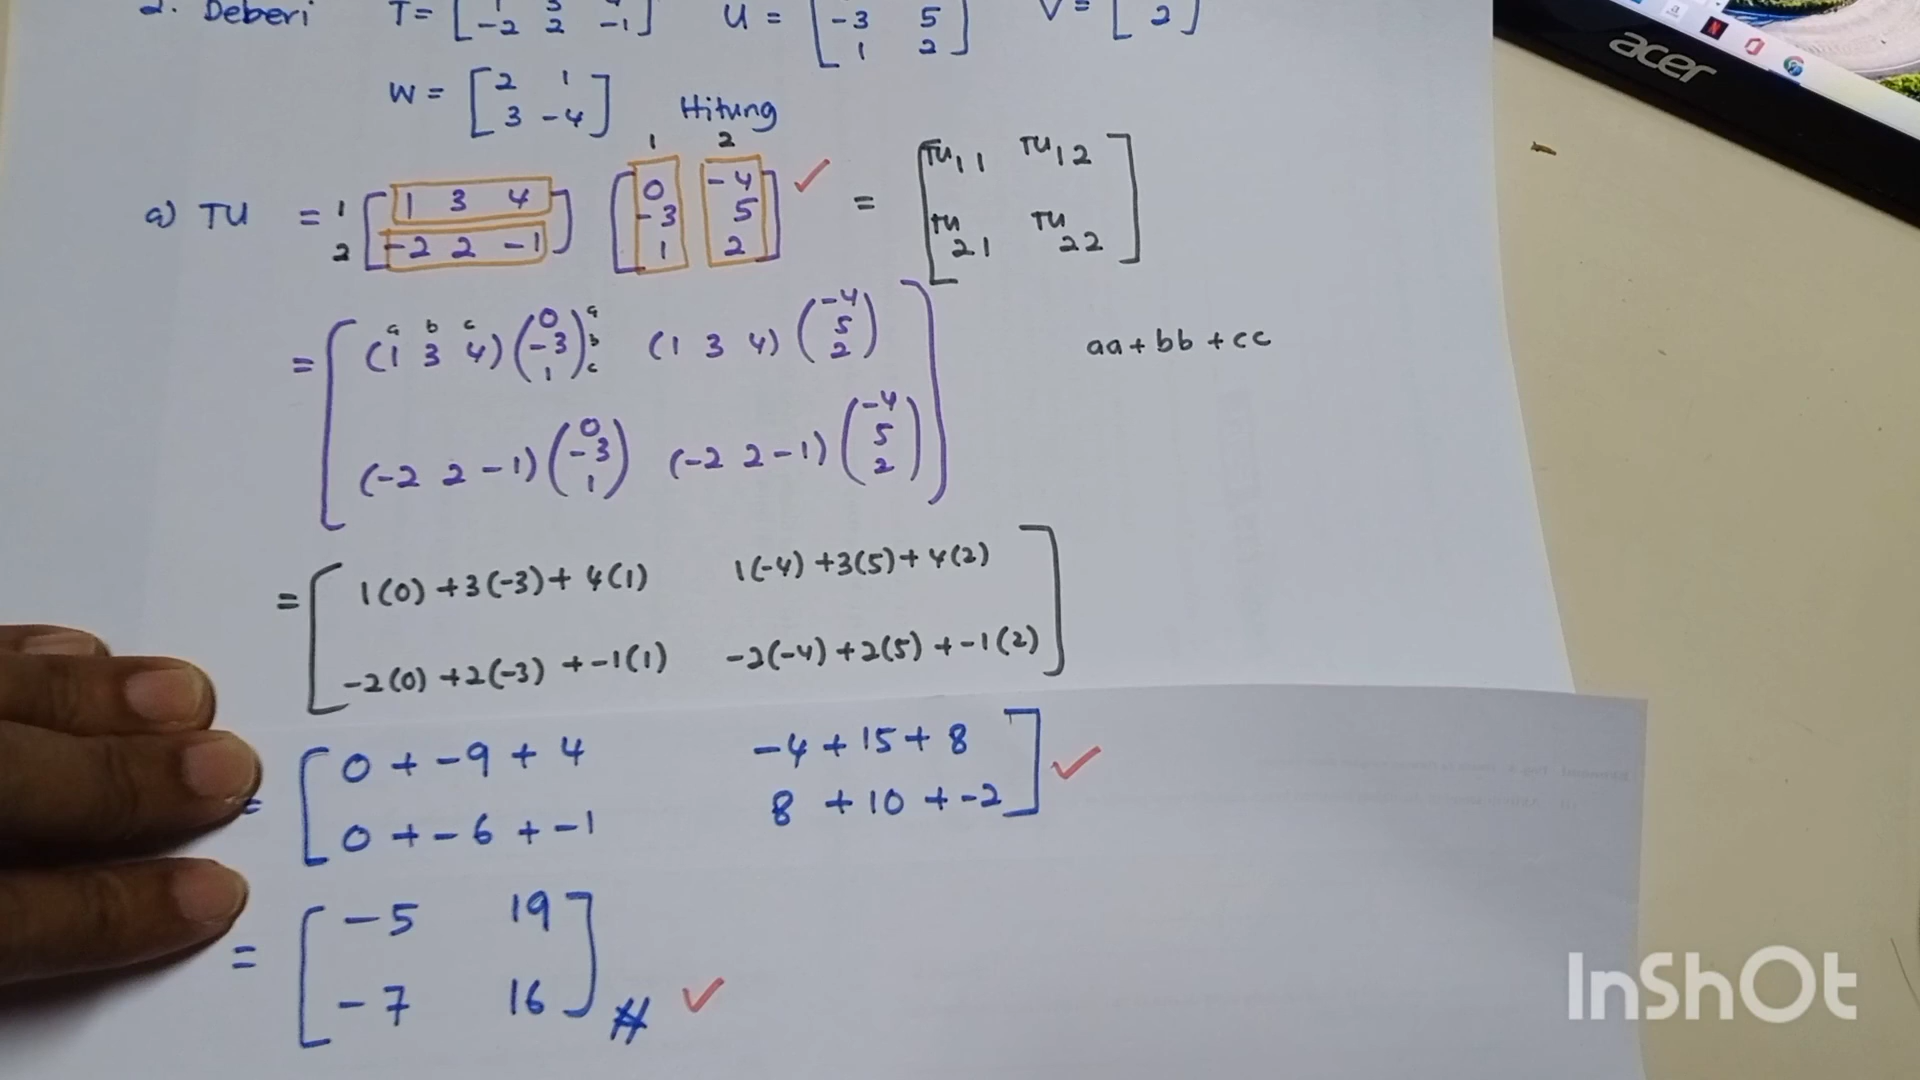 2. Deberi T = [ -2 2 -1 ] U = [ -3 5 V = [ 2 ]
1 2 ]
W = [ 2 1
3 -4 ] Hitung
1 2
a) TU = 1 [ 1 3 4 ] [ 0 -4 ] ✓ = [ TU11 TU12
-3 5
2 [ -2 2 -1 ] [ 1 2 ] TU21 TU22 ]
a b c a
= [ (1 3 4) ( 0 -3 1 ) b (1 3 4) ( -4 5 2 ) aa + bb + cc
c
(-2 2 -1) ( 0 -3 1 ) (-2 2 -1) ( -4 5 2 ) ]
= [ 1(0) + 3(-3) + 4(1) 1(-4) + 3(5) + 4(2)
-2(0) + 2(-3) + -1(1) -2(-4) + 2(5) + -1(2) ]
= [ 0 + -9 + 4 -4 + 15 + 8
0 + -6 + -1 8 + 10 + -2 ] ✓
= [ -5 19
-7 16 ] # ✓
acer
InShOt